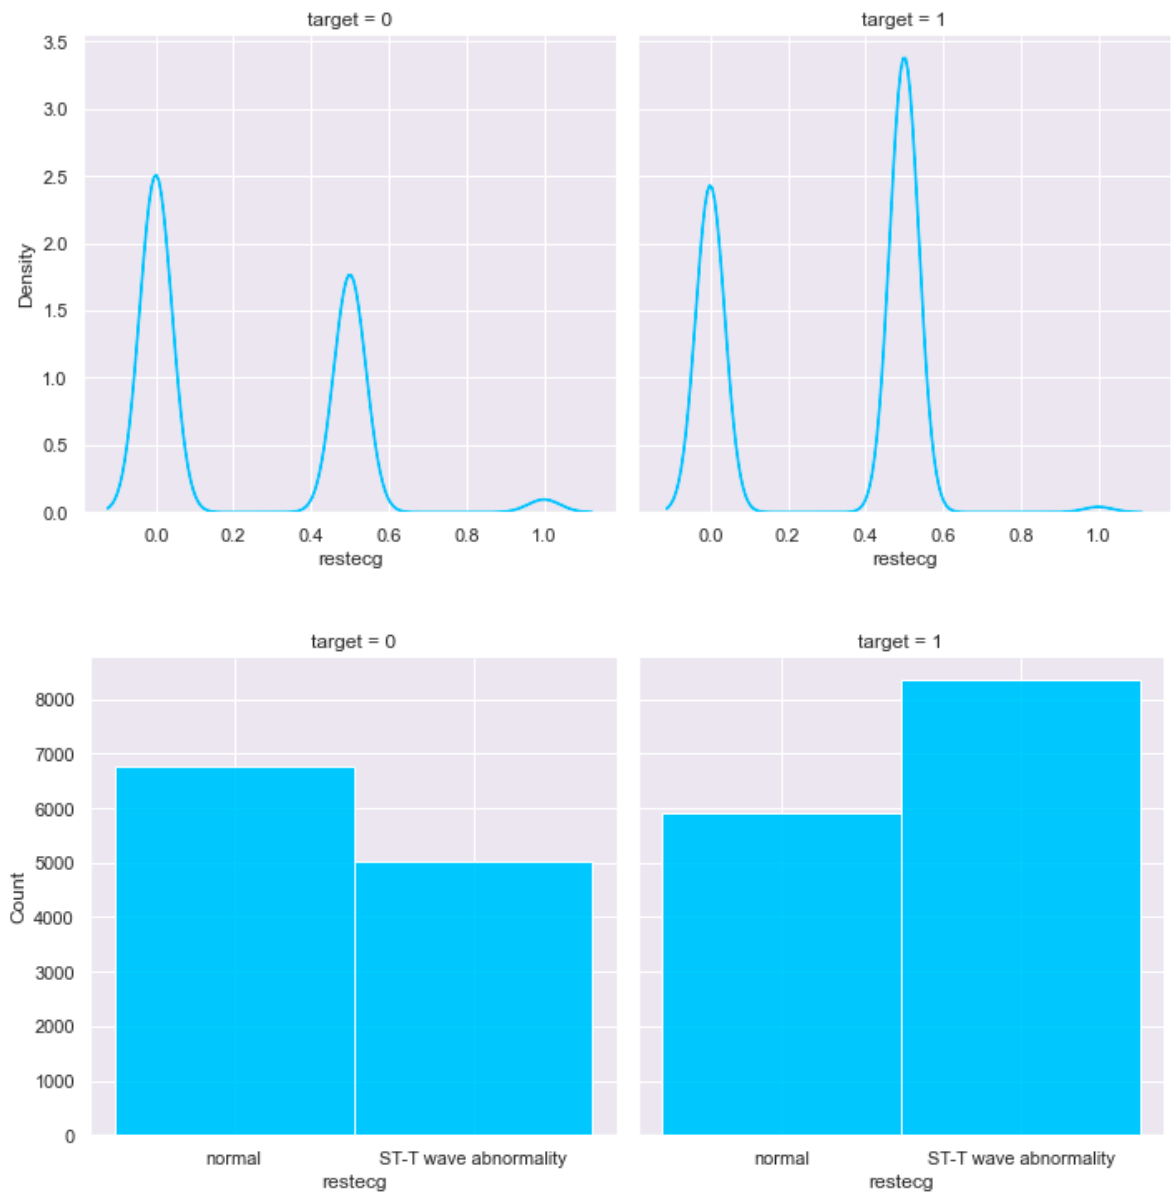 target = 0
target = 1
3.5
3.0
2.5
2.0
1.5
1.0
0.5
0.0
Density
0.0 0.2 0.4 0.6 0.8 1.0
0.0 0.2 0.4 0.6 0.8 1.0
restecg
restecg
target = 0
target = 1
8000
7000
6000
5000
4000
3000
2000
1000
0
Count
normal ST-T wave abnormality
normal ST-T wave abnormality
restecg
restecg